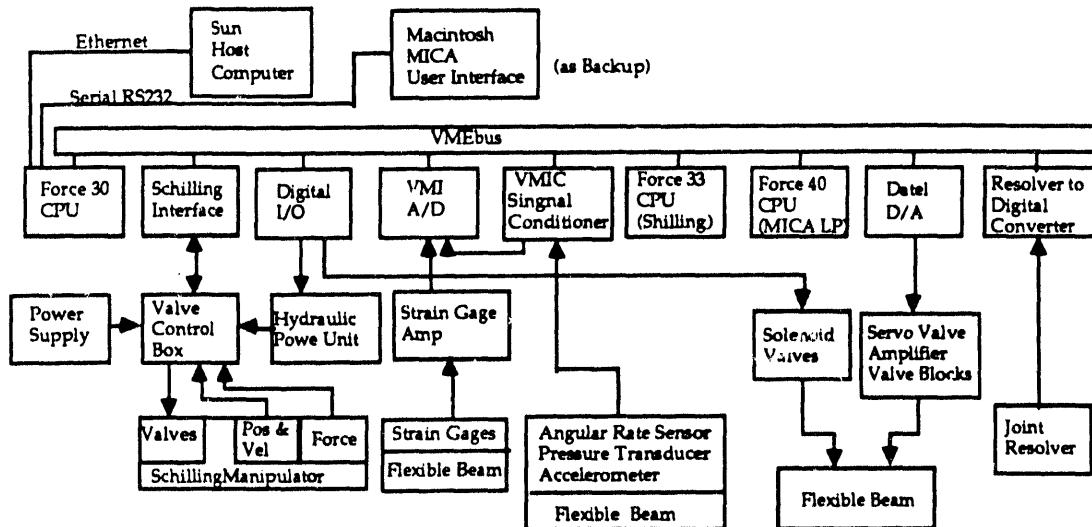 Ethernet
Sun
Host
Computer
Macintosh
MICA
User Interface
(as Backup)
Serial RS232
VMEbus
Force 30
CPU
Schilling
Interface
Digital
I/O
VMI
A/D
VMIC
Singnal
Conditioner
Force 33
CPU
(Shilling)
Force 40
CPU
(MICA LP)
Datel
D/A
Resolver to
Digital
Converter
Power
Supply
Valve
Control
Box
Hydraulic
Powe Unit
Strain Gage
Amp
Solenoid
Valves
Servo Valve
Amplifier
Valve Blocks
Valves
Pos &
Vel
Force
SchillingManipulator
Strain Gages
Flexible Beam
Angular Rate Sensor
Pressure Transducer
Accelerometer
Flexible Beam
Flexible Beam
Joint
Resolver